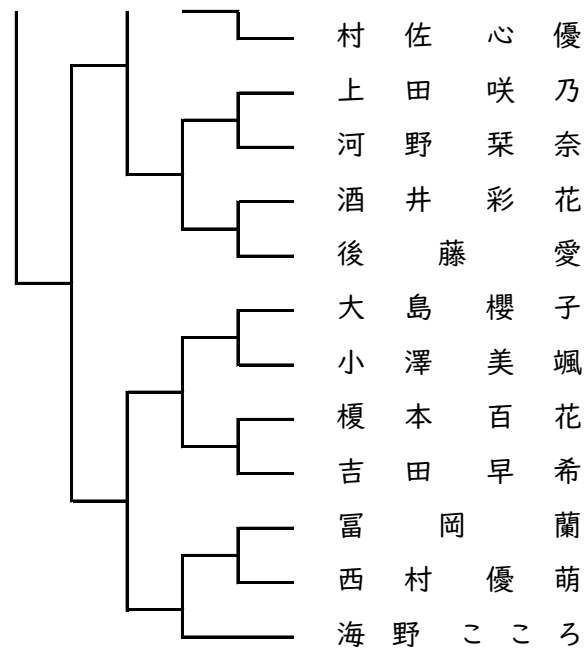 村佐 心優
上田 咲乃
河野 栞奈
酒井 彩花
後藤 愛
大島 櫻子
小澤 美颯
榎本 百花
吉田 早希
冨岡 蘭
西村 優萌
海野 こころ